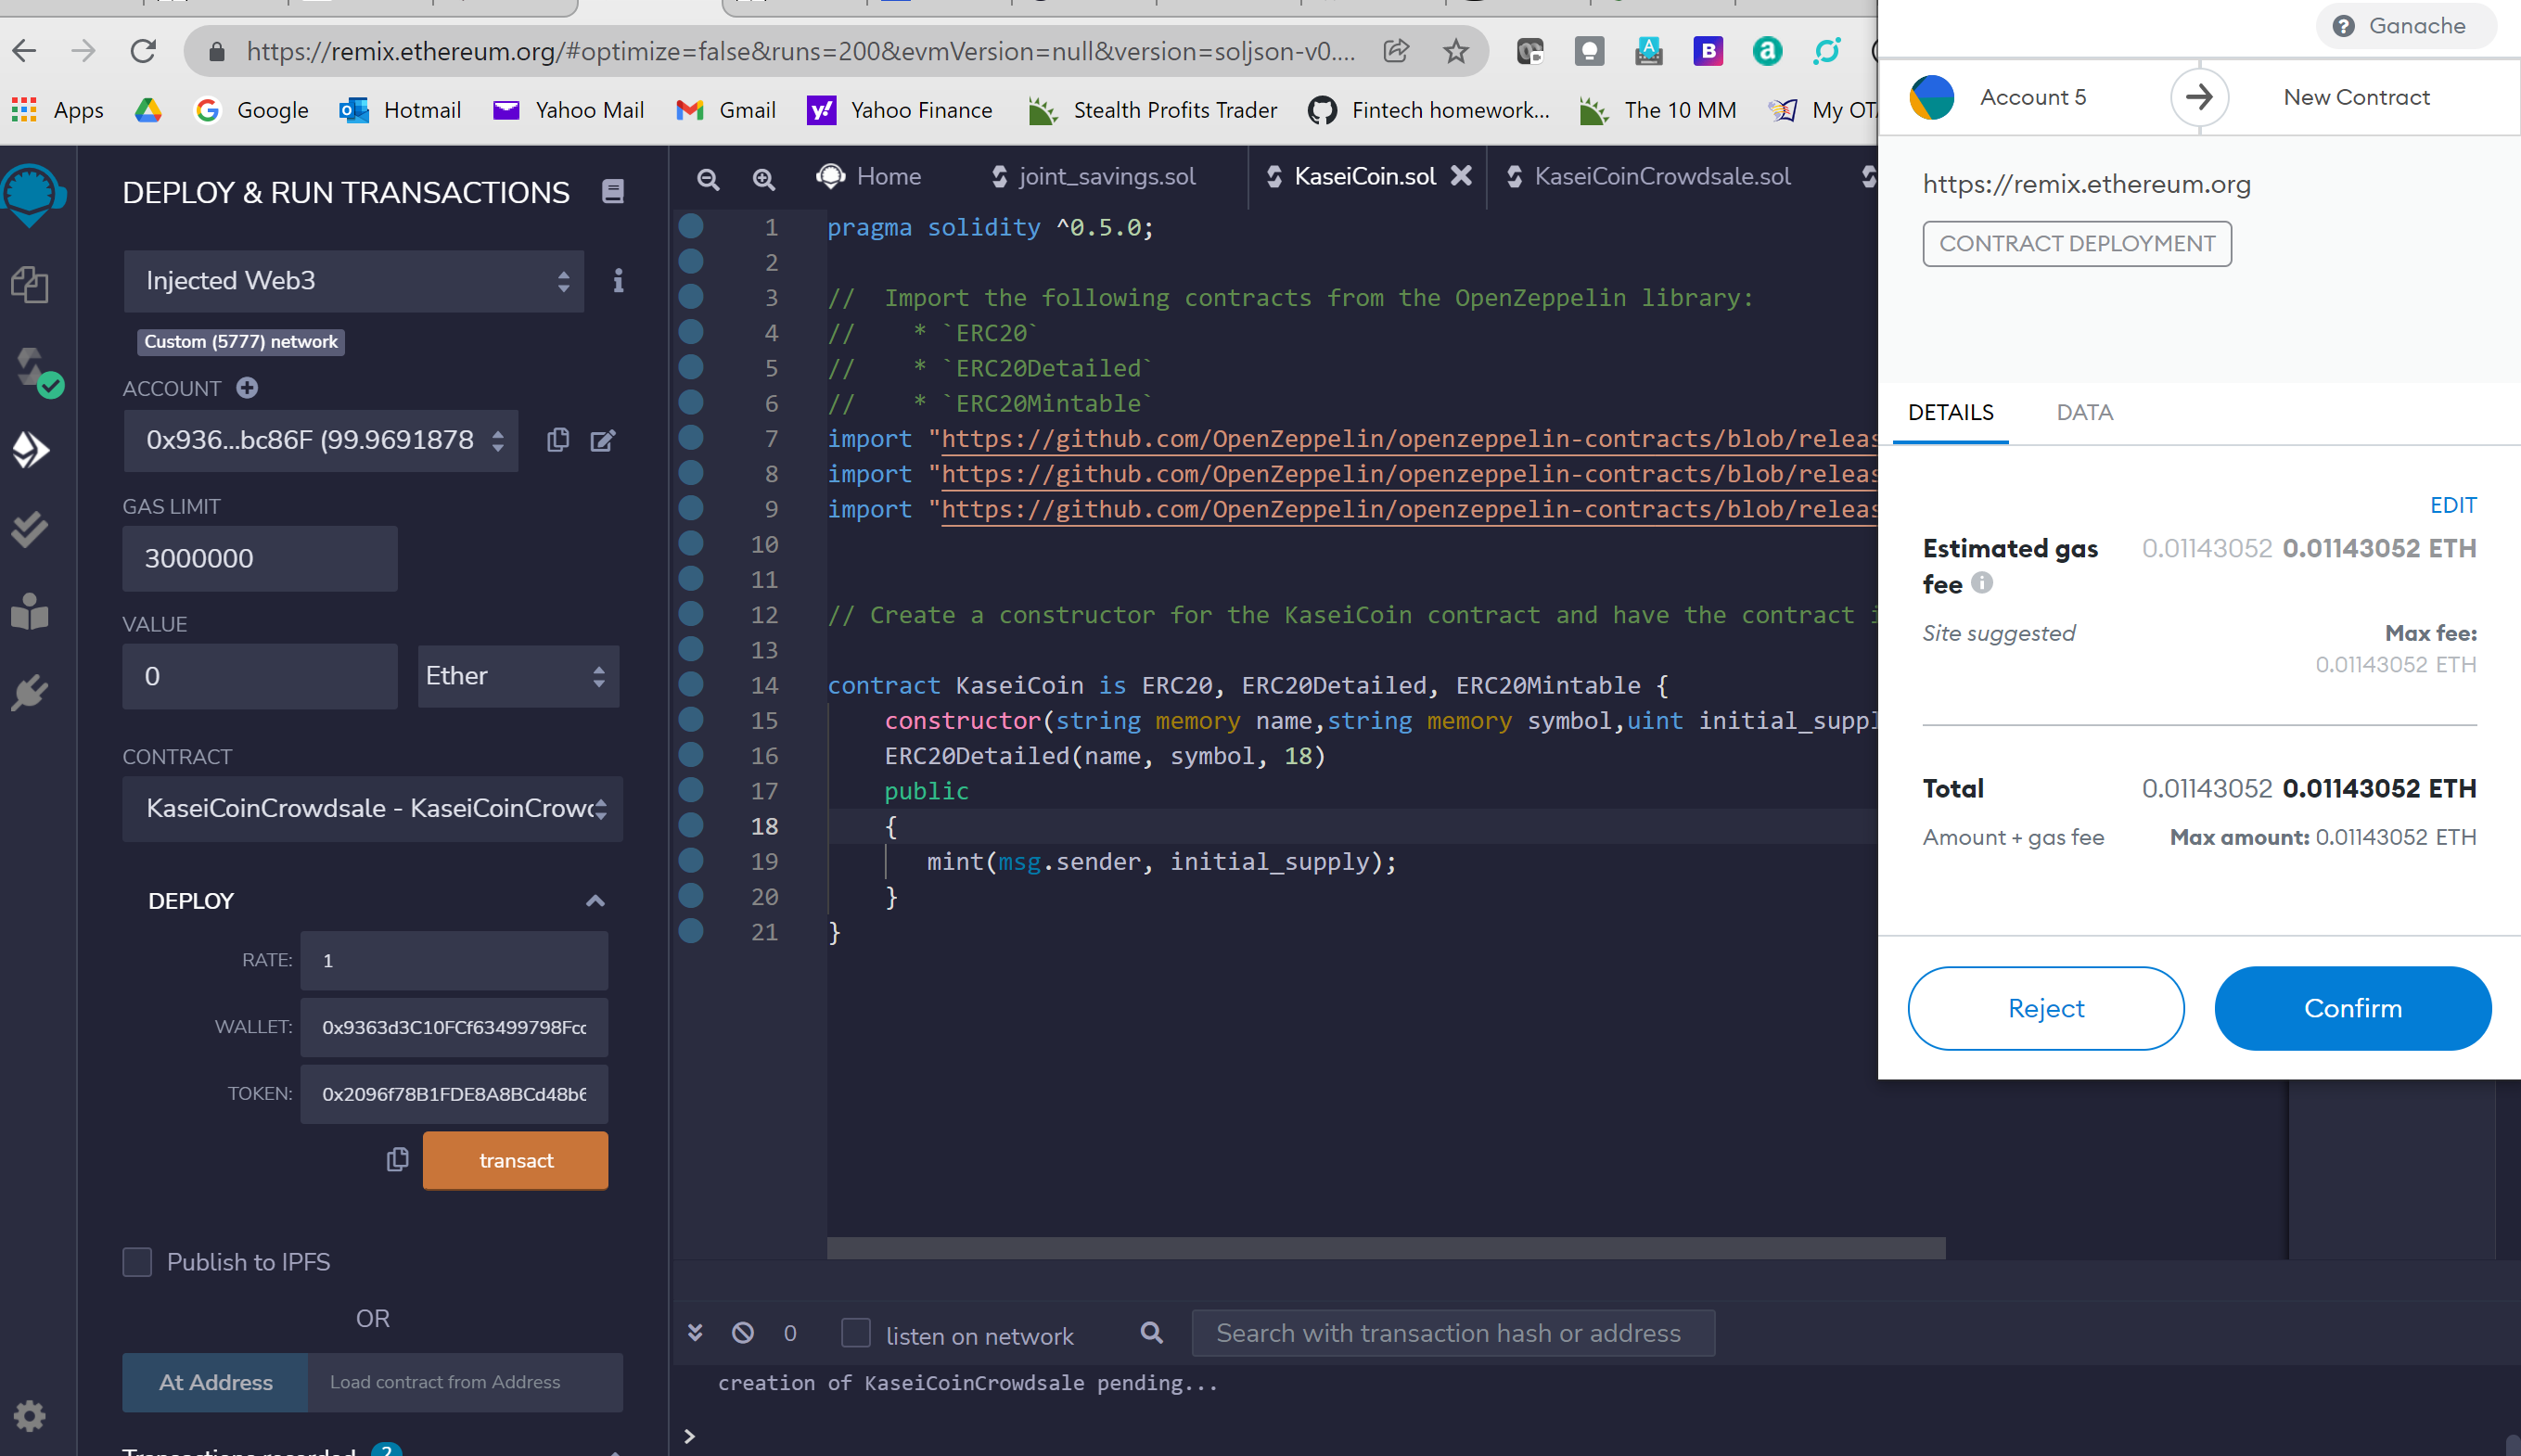 https://remix.ethereum.org/#optimize=false&runs=200&evmVersion=null&version=soljson-v0....
Apps
Google
Hotmail
Yahoo Mail
Gmail
Yahoo Finance
Stealth Profits Trader
Fintech homework...
The 10 MM
My OTA
DEPLOY & RUN TRANSACTIONS
Injected Web3
Custom (5777) network
ACCOUNT
0x936...bc86F (99.9691878
GAS LIMIT
3000000
VALUE
0
Ether
CONTRACT
KaseiCoinCrowdsale - KaseiCoinCrowd
DEPLOY
RATE:
1
WALLET:
0x9363d3C10FCf63499798Fcc
TOKEN:
0x2096f78B1FDE8A8BCd48b6
transact
Publish to IPFS
OR
At Address
Load contract from Address
Transactions recorded 2
Home
joint_savings.sol
KaseiCoin.sol
KaseiCoinCrowdsale.sol
1 pragma solidity ^0.5.0;
2
3 //  Import the following contracts from the OpenZeppelin library:
4 //    * `ERC20`
5 //    * `ERC20Detailed`
6 //    * `ERC20Mintable`
7 import "https://github.com/OpenZeppelin/openzeppelin-contracts/blob/releas
8 import "https://github.com/OpenZeppelin/openzeppelin-contracts/blob/releas
9 import "https://github.com/OpenZeppelin/openzeppelin-contracts/blob/releas
10
11
12 // Create a constructor for the KaseiCoin contract and have the contract i
13
14 contract KaseiCoin is ERC20, ERC20Detailed, ERC20Mintable {
15     constructor(string memory name,string memory symbol,uint initial_suppl
16     ERC20Detailed(name, symbol, 18)
17     public
18     {
19        mint(msg.sender, initial_supply);
20     }
21 }
0
listen on network
Search with transaction hash or address
creation of KaseiCoinCrowdsale pending...
>
Ganache
Account 5
New Contract
https://remix.ethereum.org
CONTRACT DEPLOYMENT
DETAILS
DATA
EDIT
Estimated gas fee
0.01143052 0.01143052 ETH
Site suggested
Max fee:
0.01143052 ETH
Total
0.01143052 0.01143052 ETH
Amount + gas fee
Max amount: 0.01143052 ETH
Reject
Confirm